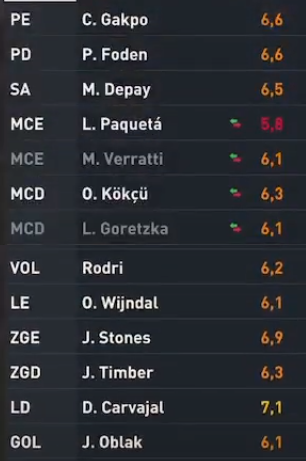 PE C. Gakpo 6,6
PD P. Foden 6,6
SA M. Depay 6,5
MCE L. Paquetá 5,8
MCE M. Verratti 6,1
MCD O. Kökçü 6,3
MCD L. Goretzka 6,1
VOL Rodri 6,2
LE O. Wijndal 6,1
ZGE J. Stones 6,9
ZGD J. Timber 6,3
LD D. Carvajal 7,1
GOL J. Oblak 6,1